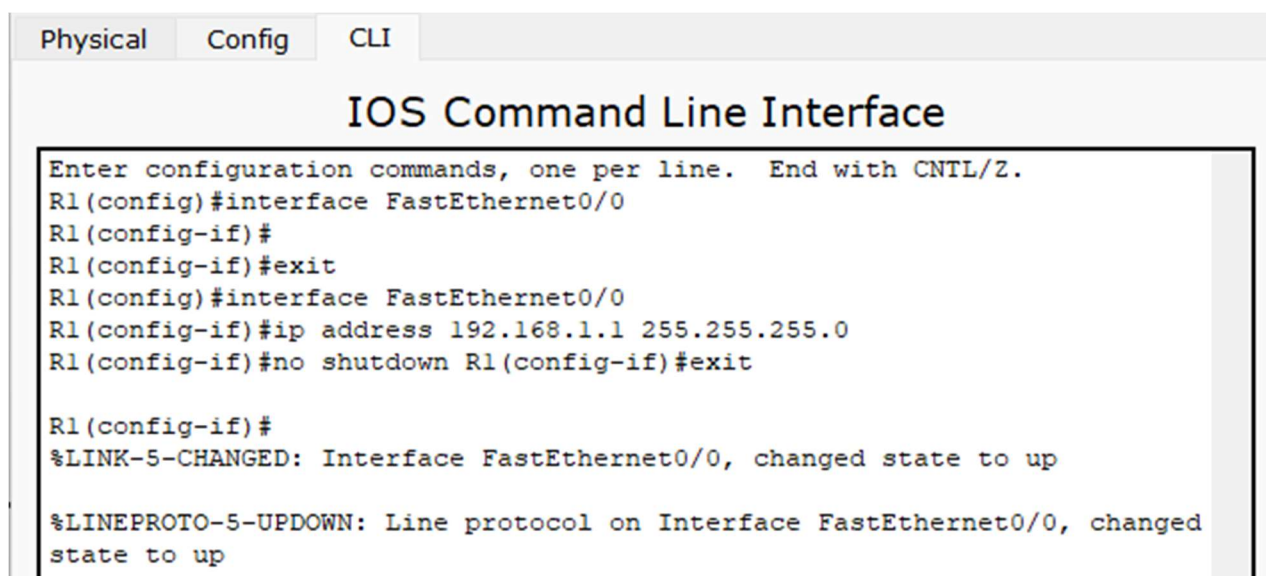 Physical Config CLI
IOS Command Line Interface
Enter configuration commands, one per line.  End with CNTL/Z.
R1(config)#interface FastEthernet0/0
R1(config-if)#
R1(config-if)#exit
R1(config)#interface FastEthernet0/0
R1(config-if)#ip address 192.168.1.1 255.255.255.0
R1(config-if)#no shutdown R1(config-if)#exit
R1(config-if)#
%LINK-5-CHANGED: Interface FastEthernet0/0, changed state to up
%LINEPROTO-5-UPDOWN: Line protocol on Interface FastEthernet0/0, changed
state to up